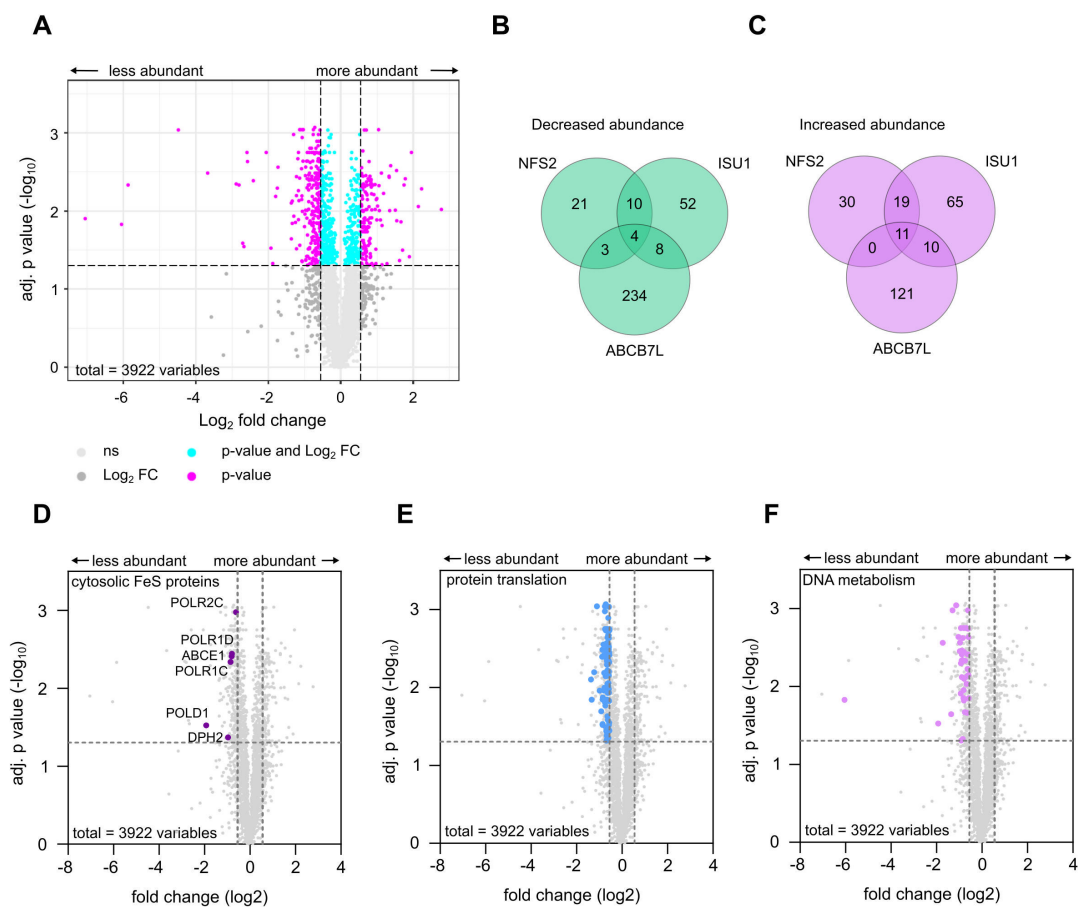 A
less abundant
more abundant
3
2
1
0
adj. p value (-log10)
total = 3922 variables
-6
-4
-2
0
2
Log2 fold change
ns
p-value and Log2 FC
Log2 FC
p-value
B
Decreased abundance
NFS2
ISU1
21
10
52
4
3
8
234
ABCB7L
C
Increased abundance
NFS2
ISU1
30
19
65
11
0
10
121
ABCB7L
D
less abundant
more abundant
cytosolic FeS proteins
POLR2C
POLR1D
ABCE1
POLR1C
POLD1
DPH2
3
2
1
0
adj. p value (-log10)
total = 3922 variables
-8
-6
-4
-2
0
2
4
fold change (log2)
E
less abundant
more abundant
protein translation
3
2
1
0
adj. p value (-log10)
total = 3922 variables
-8
-6
-4
-2
0
2
4
fold change (log2)
F
less abundant
more abundant
DNA metabolism
3
2
1
0
adj. p value (-log10)
total = 3922 variables
-8
-6
-4
-2
0
2
4
fold change (log2)